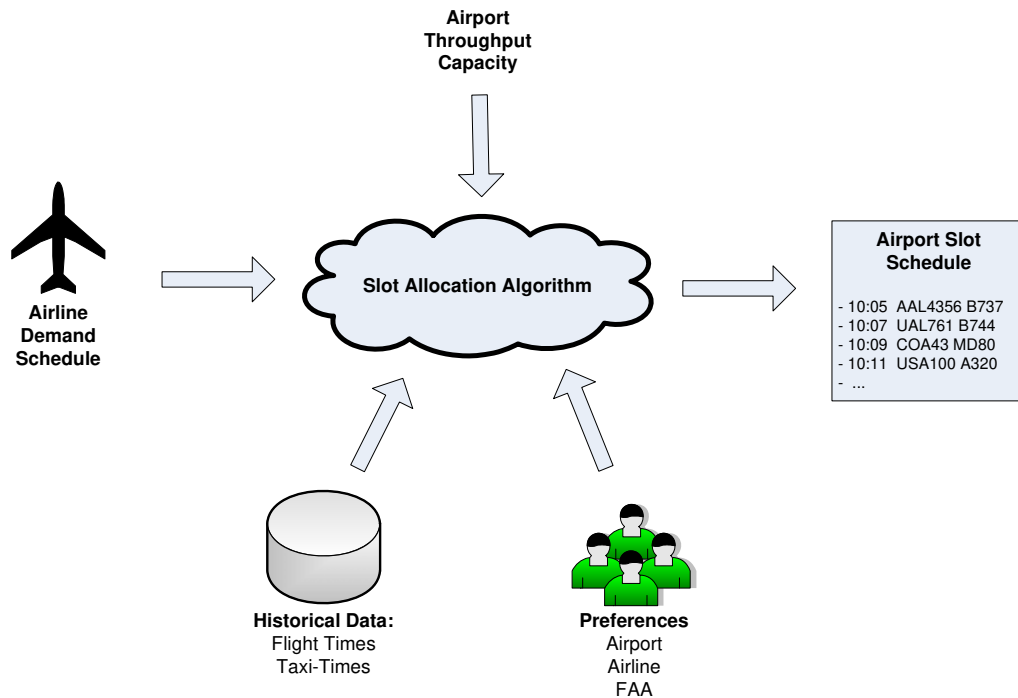 Airport
Throughput
Capacity
Airline
Demand
Schedule
Slot Allocation Algorithm
Airport Slot
Schedule
- 10:05 AAL4356 B737
- 10:07 UAL761 B744
- 10:09 COA43 MD80
- 10:11 USA100 A320
- ...
Historical Data:
Flight Times
Taxi-Times
Preferences
Airport
Airline
FAA